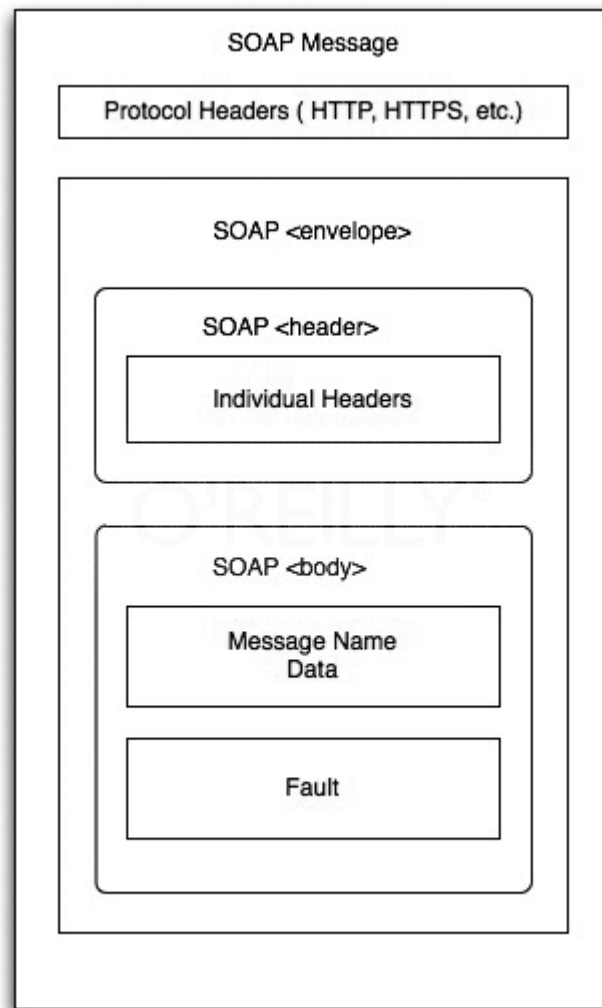 SOAP Message
Protocol Headers ( HTTP, HTTPS, etc.)
SOAP <envelope>
SOAP <header>
Individual Headers
O'REILLY®
SOAP <body>
Message Name
Data
Fault